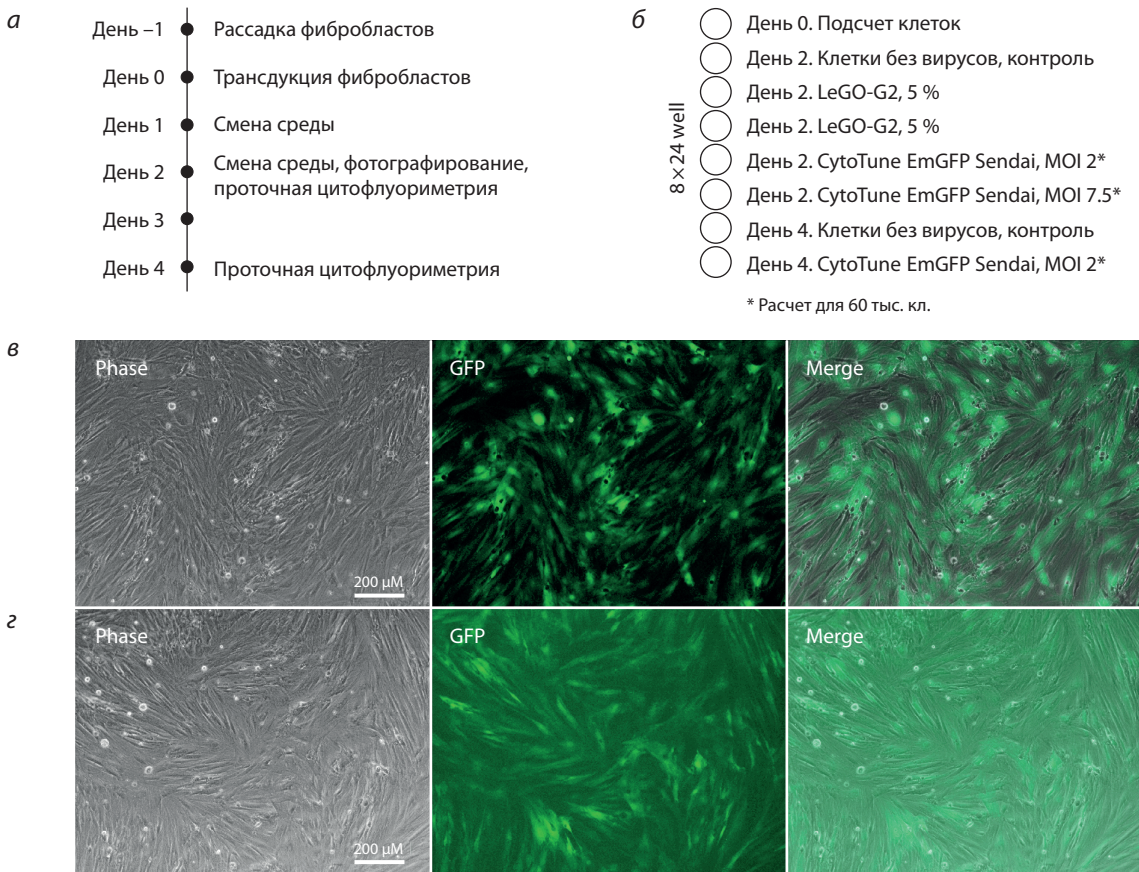 а
День –1 Рассадка фибробластов
День 0 Трансдукция фибробластов
День 1 Смена среды
День 2 Смена среды, фотографирование,
проточная цитофлуориметрия
День 3
День 4 Проточная цитофлуориметрия
б
8 × 24 well
День 0. Подсчет клеток
День 2. Клетки без вирусов, контроль
День 2. LeGO-G2, 5 %
День 2. LeGO-G2, 5 %
День 2. CytoTune EmGFP Sendai, MOI 2*
День 2. CytoTune EmGFP Sendai, MOI 7.5*
День 4. Клетки без вирусов, контроль
День 4. CytoTune EmGFP Sendai, MOI 2*
* Расчет для 60 тыс. кл.
в
Phase GFP Merge
200 µM
г
Phase GFP Merge
200 µM